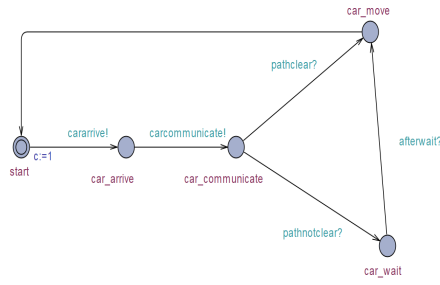 car_move
pathclear?
cararrive!
carcommunicate!
afterwait?
c:=1
start
car_arrive
car_communicate
pathnotclear?
car_wait